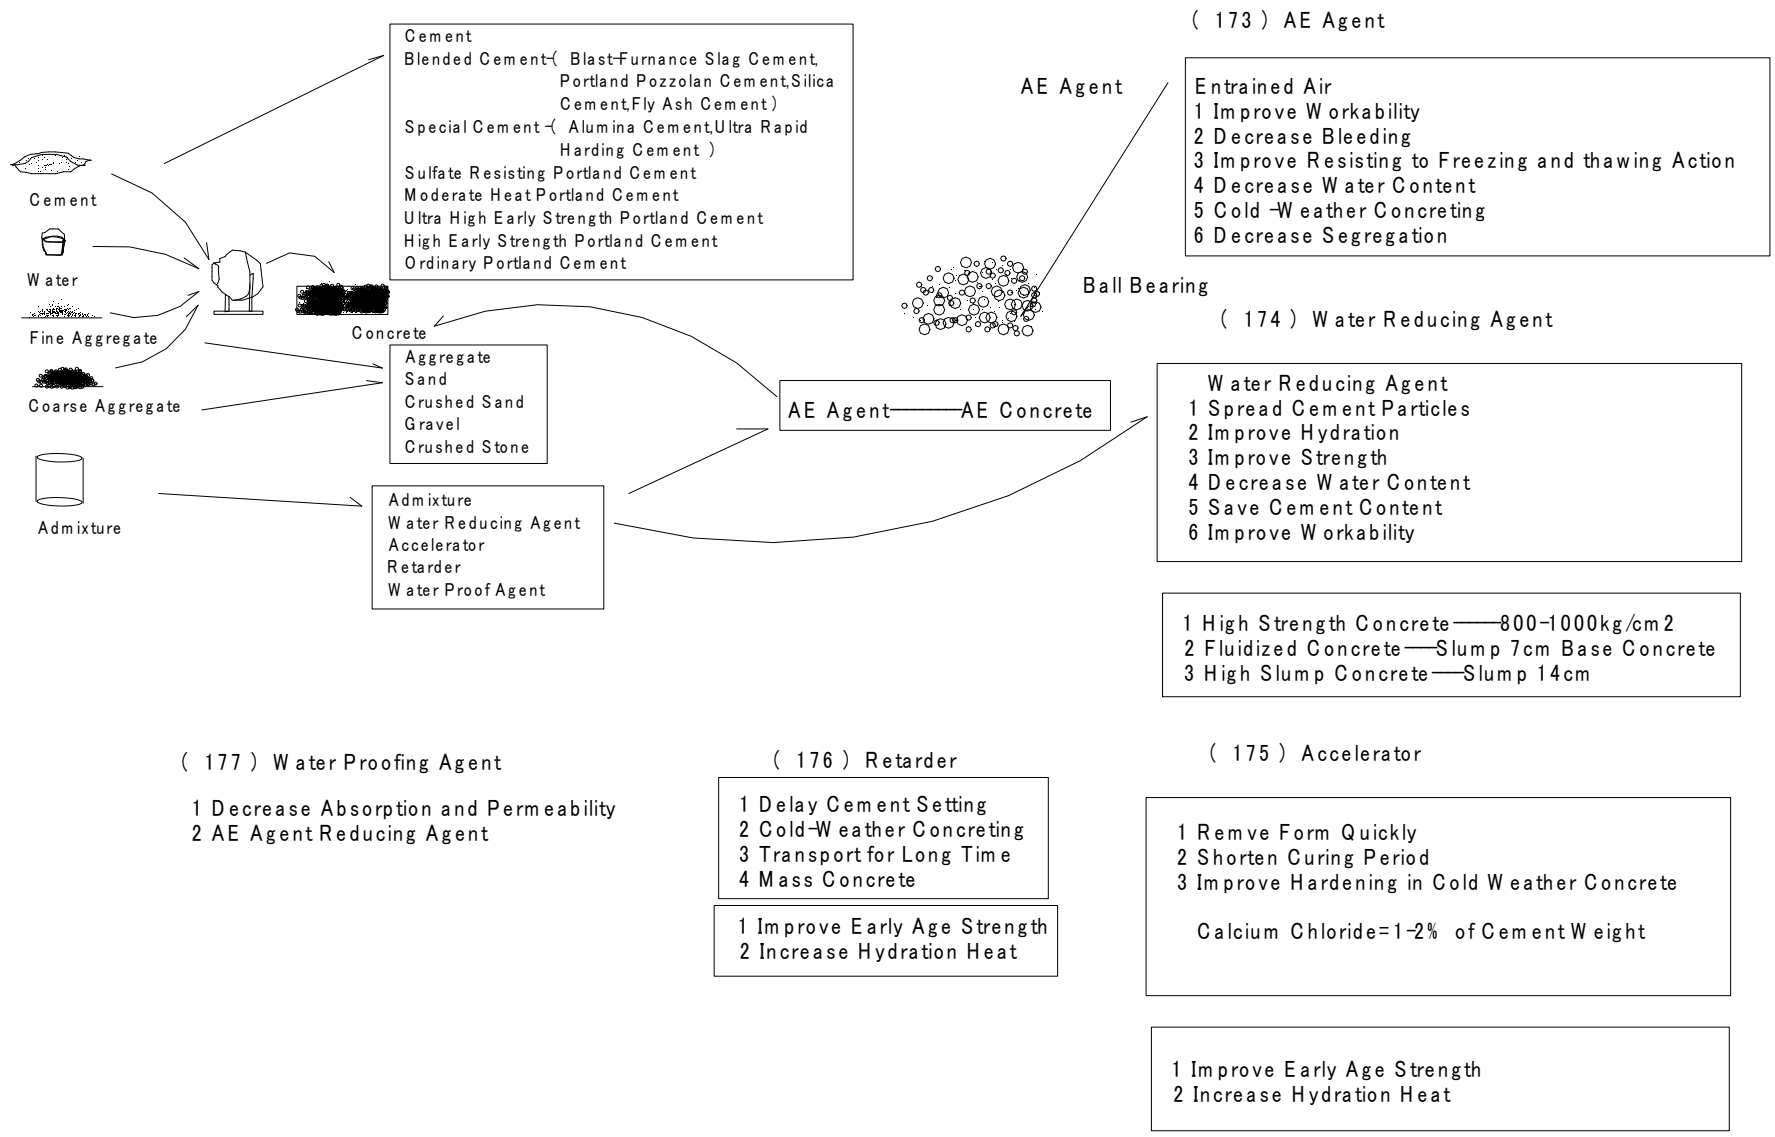 Cement
Blended Cement-( Blast-Furnance Slag Cement,
Portland Pozzolan Cement,Silica
Cement,Fly Ash Cement)
Special Cement-( Alumina Cement,Ultra Rapid
Harding Cement )
Sulfate Resisting Portland Cement
Moderate Heat Portland Cement
Ultra High Early Strength Portland Cement
High Early Strength Portland Cement
Ordinary Portland Cement
Cement
Water
Fine Aggregate
Coarse Aggregate
Admixture
Concrete
Aggregate
Sand
Crushed Sand
Gravel
Crushed Stone
Admixture
Water Reducing Agent
Accelerator
Retarder
Water Proof Agent
AE Agent———AE Concrete
( 173 ) AE Agent
AE Agent
Entrained Air
1 Improve Workability
2 Decrease Bleeding
3 Improve Resisting to Freezing and thawing Action
4 Decrease Water Content
5 Cold -Weather Concreting
6 Decrease Segregation
Ball Bearing
( 174 ) Water Reducing Agent
Water Reducing Agent
1 Spread Cement Particles
2 Improve Hydration
3 Improve Strength
4 Decrease Water Content
5 Save Cement Content
6 Improve Workability
1 High Strength Concrete——800-1000kg/cm2
2 Fluidized Concrete——Slump 7cm Base Concrete
3 High Slump Concrete——Slump 14cm
( 177 ) Water Proofing Agent
1 Decrease Absorption and Permeability
2 AE Agent Reducing Agent
( 176 ) Retarder
1 Delay Cement Setting
2 Cold-Weather Concreting
3 Transport for Long Time
4 Mass Concrete
1 Improve Early Age Strength
2 Increase Hydration Heat
( 175 ) Accelerator
1 Remve Form Quickly
2 Shorten Curing Period
3 Improve Hardening in Cold Weather Concrete
Calcium Chloride=1-2% of Cement Weight
1 Improve Early Age Strength
2 Increase Hydration Heat